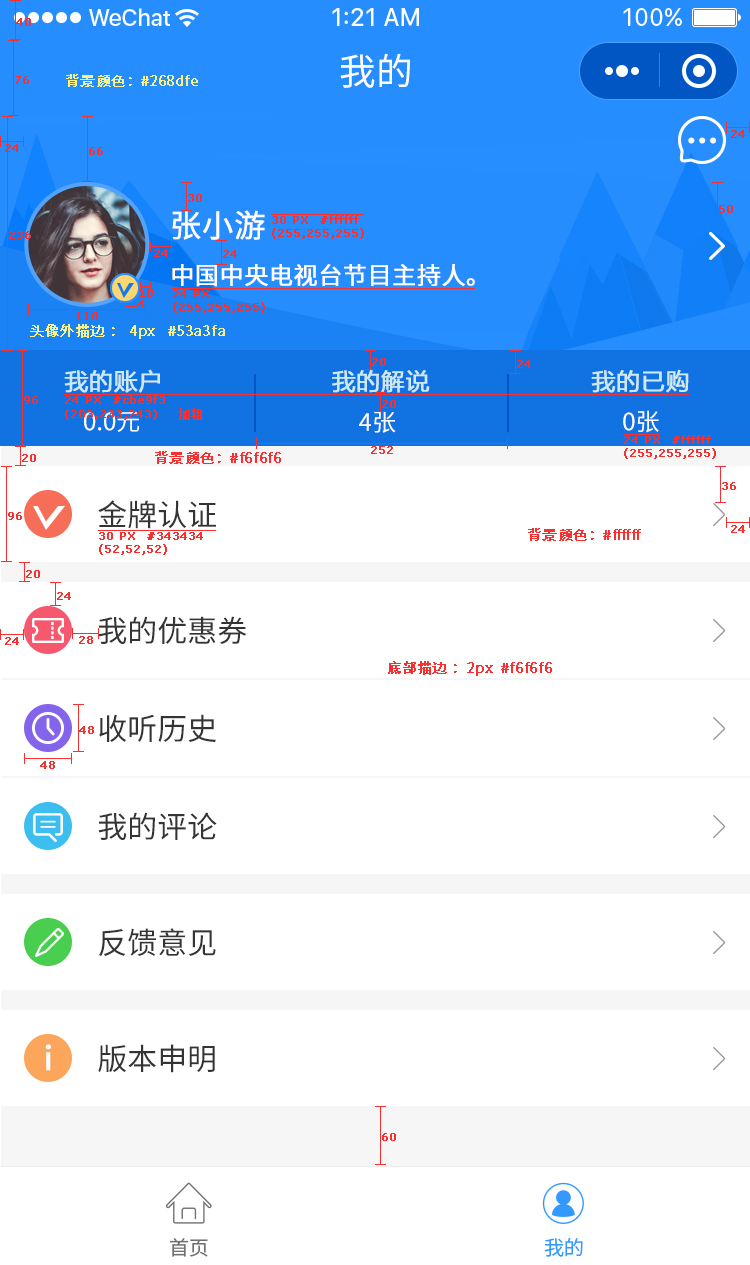 40
WeChat
1:21 AM
100%
76
背景颜色：#268dfe
我的
24
24
66
30
50
张小游
30 PX #ffffff
(255,255,255)
236
24
24
中国中央电视台节目主持人。
24 PX
(255,255,255)
110
头像外描边： 4px #53a3fa
20
24
我的账户
我的解说
我的已购
96
20
0.0元
4张
0张
24 PX #ffffff
(255,255,255)
252
20
背景颜色：#f6f6f6
36
96
金牌认证
24
30 PX #343434
(52,52,52)
背景颜色：#ffffff
20
24
24
28
我的优惠券
底部描边：2px #f6f6f6
48
收听历史
48
我的评论
反馈意见
版本申明
60
首页
我的